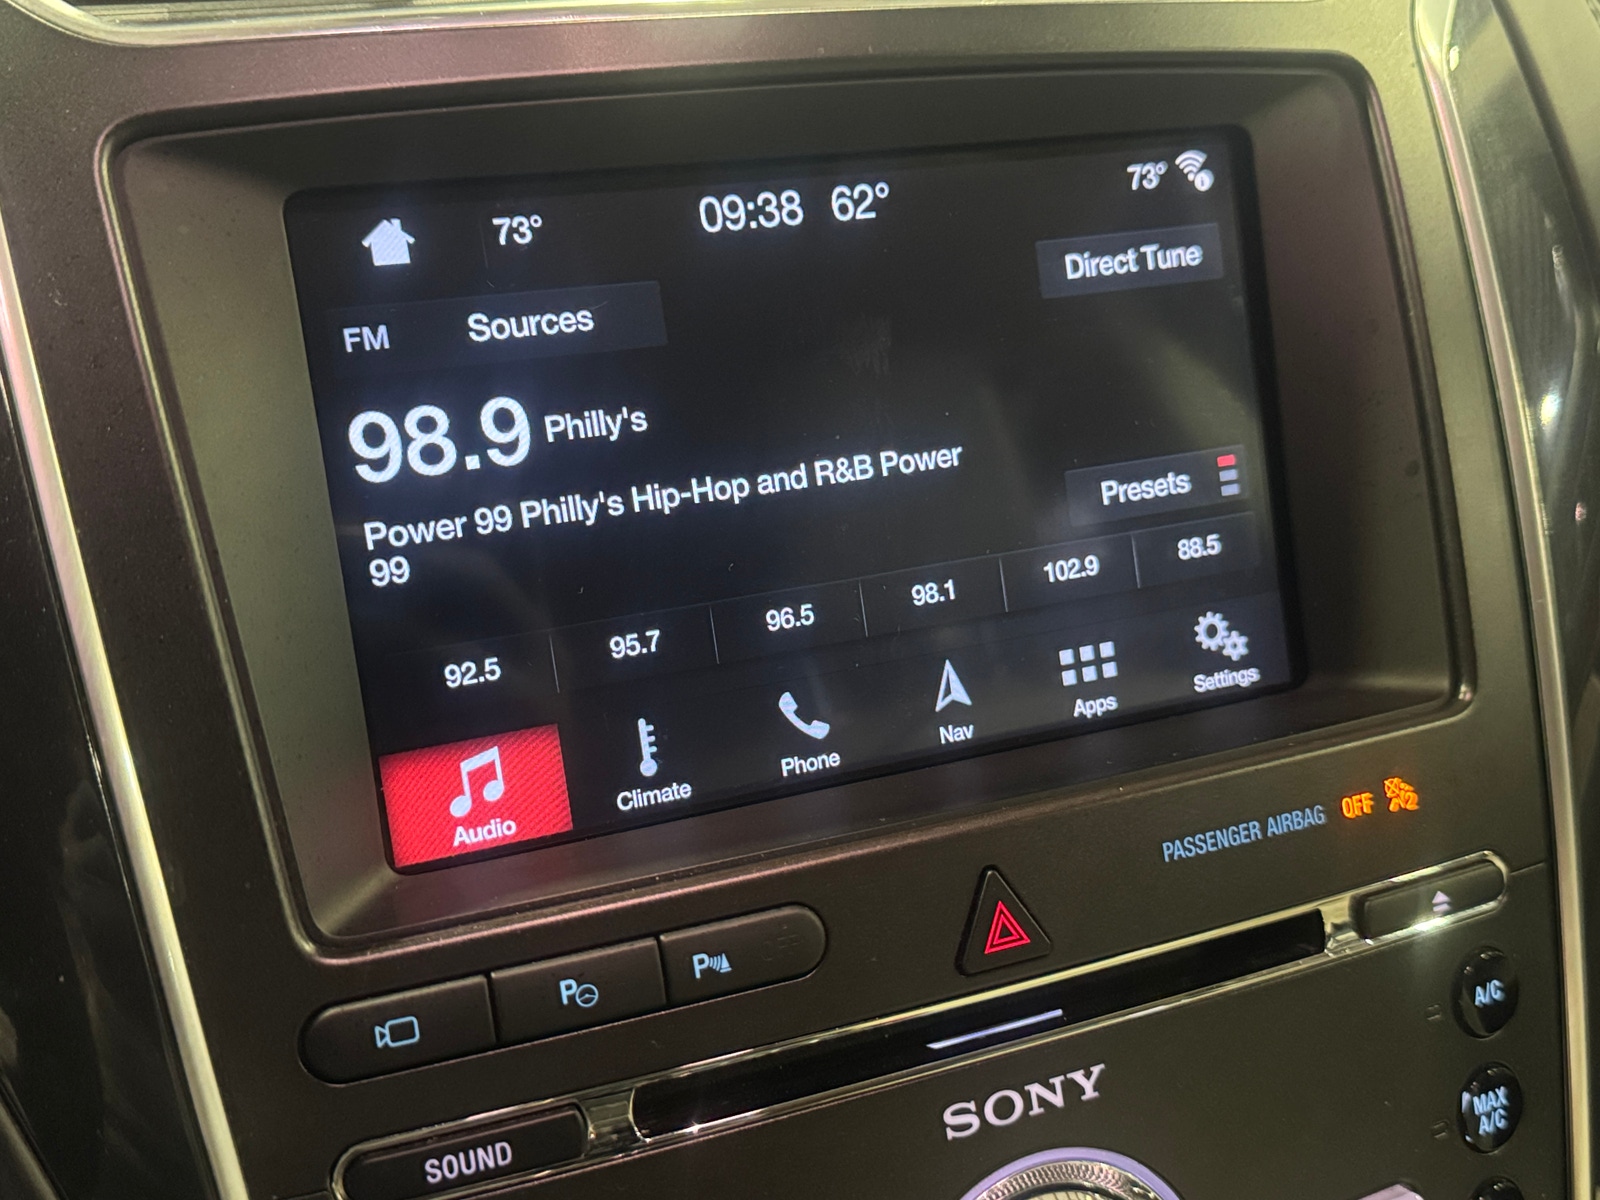 73° 09:38 62° 73°
Direct Tune
FM Sources
98.9 Philly's
Power 99 Philly's Hip-Hop and R&B Power
99
Presets
92.5 95.7 96.5 98.1 102.9 88.5
Audio Climate Phone Nav Apps Settings
PASSENGER AIRBAG OFF
P P
A/C
SONY
MAX
A/C
SOUND